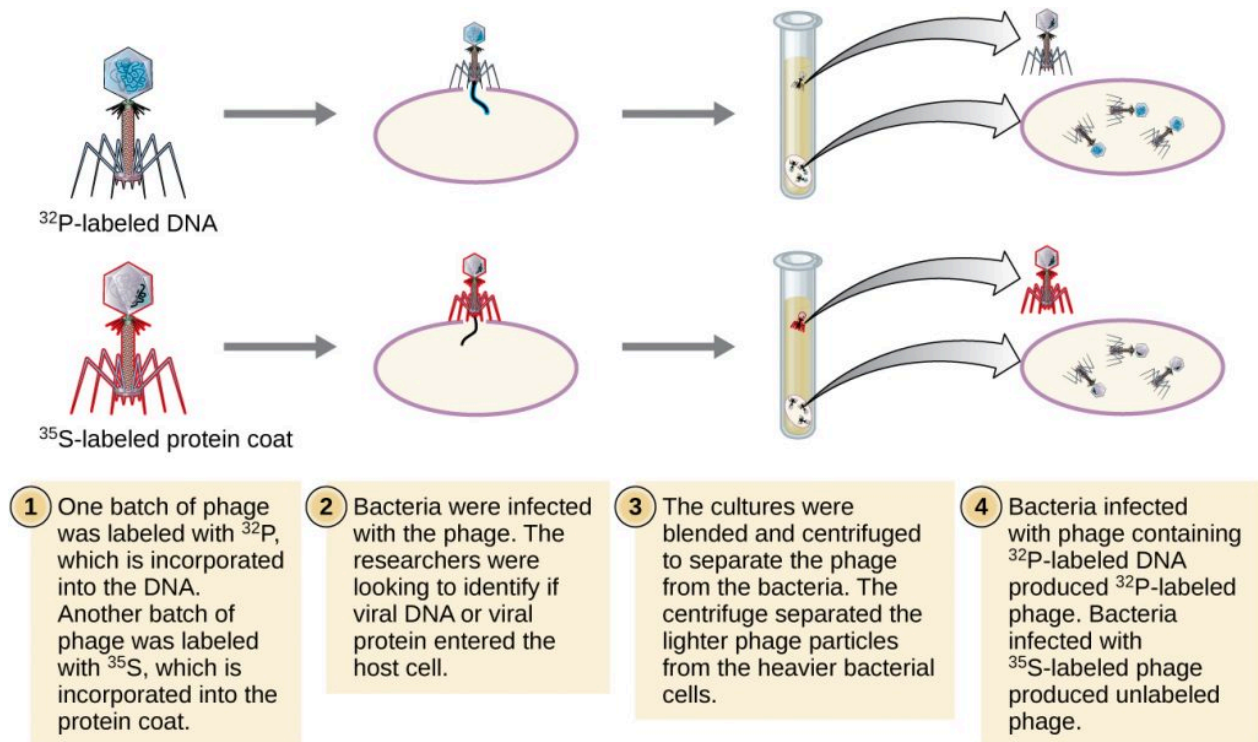 ³²P-labeled DNA
³⁵S-labeled protein coat
1 One batch of phage
was labeled with ³²P,
which is incorporated
into the DNA.
Another batch of
phage was labeled
with ³⁵S, which is
incorporated into the
protein coat.
2 Bacteria were infected
with the phage. The
researchers were
looking to identify if
viral DNA or viral
protein entered the
host cell.
3 The cultures were
blended and centrifuged
to separate the phage
from the bacteria. The
centrifuge separated the
lighter phage particles
from the heavier bacterial
cells.
4 Bacteria infected
with phage containing
³²P-labeled DNA
produced ³²P-labeled
phage. Bacteria
infected with
³⁵S-labeled phage
produced unlabeled
phage.